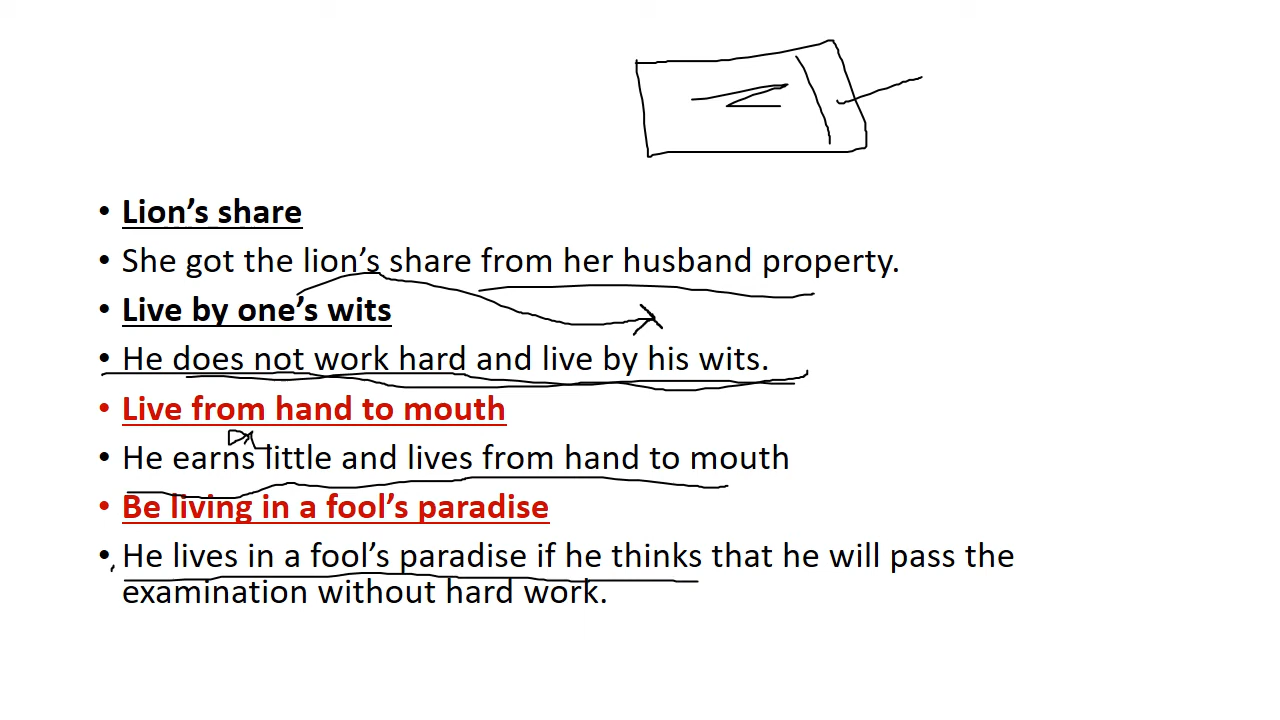 • Lion’s share
• She got the lion’s share from her husband property.
• Live by one’s wits
• He does not work hard and live by his wits.
• Live from hand to mouth
• He earns little and lives from hand to mouth
• Be living in a fool’s paradise
• He lives in a fool’s paradise if he thinks that he will pass the
examination without hard work.